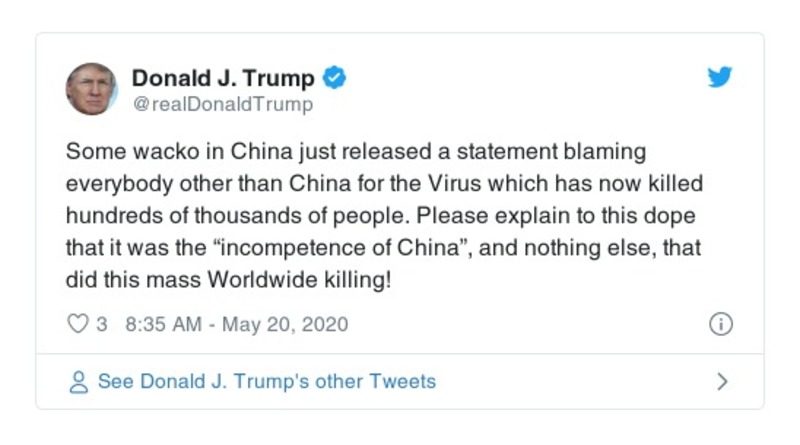 Donald J. Trump
@realDonaldTrump
Some wacko in China just released a statement blaming
everybody other than China for the Virus which has now killed
hundreds of thousands of people. Please explain to this dope
that it was the “incompetence of China”, and nothing else, that
did this mass Worldwide killing!
3 8:35 AM - May 20, 2020
See Donald J. Trump's other Tweets